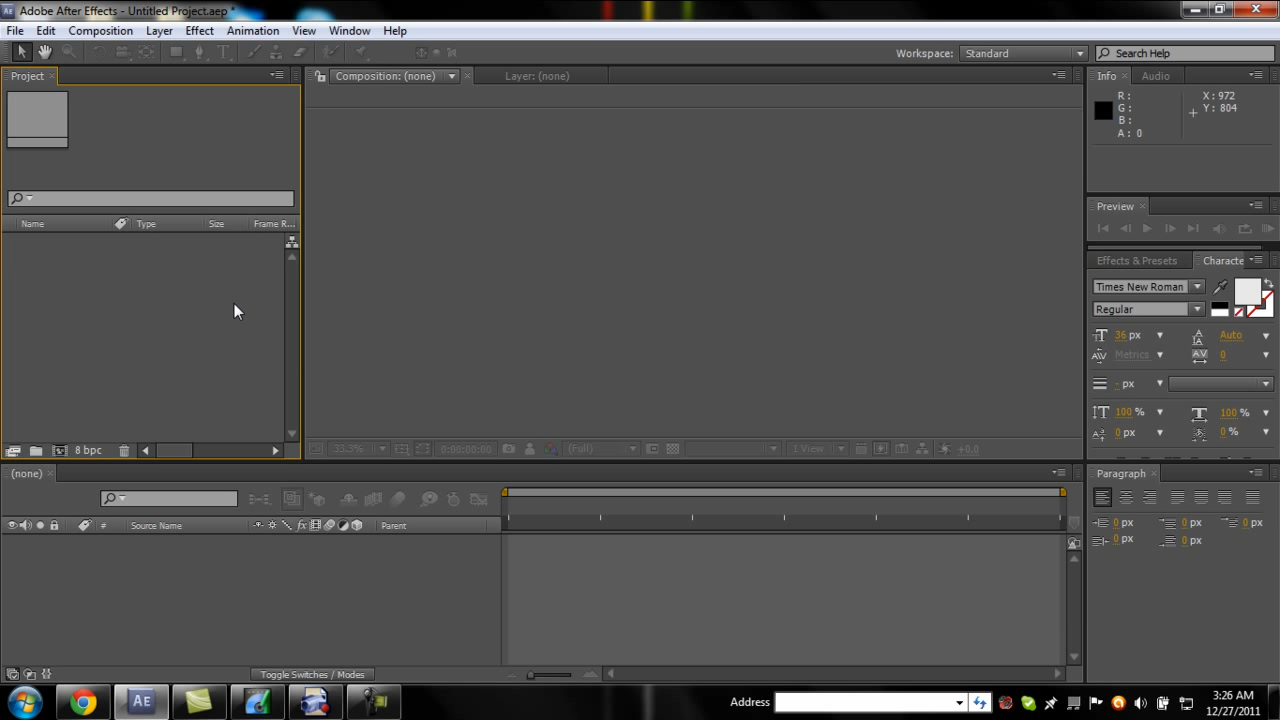 Adobe After Effects - Untitled Project.aep *
File Edit Composition Layer Effect Animation View Window Help
Workspace: Standard Search Help
Project
Composition: (none) Layer: (none)
Info Audio
R :
G :
B :
A : 0
X : 972
Y : 804
Name Type Size Frame R...
Preview
Effects & Presets Characte
Times New Roman
Regular
36 px Auto
Metrics 0
- px
100 % 100 %
0 px 0 %
8 bpc
33.3% 0:00:00:00 (Full) 1 View +0.0
(none)
# Source Name Parent
Toggle Switches / Modes
Paragraph
0 px 0 px 0 px
0 px 0 px
AE
Address
3:26 AM
12/27/2011